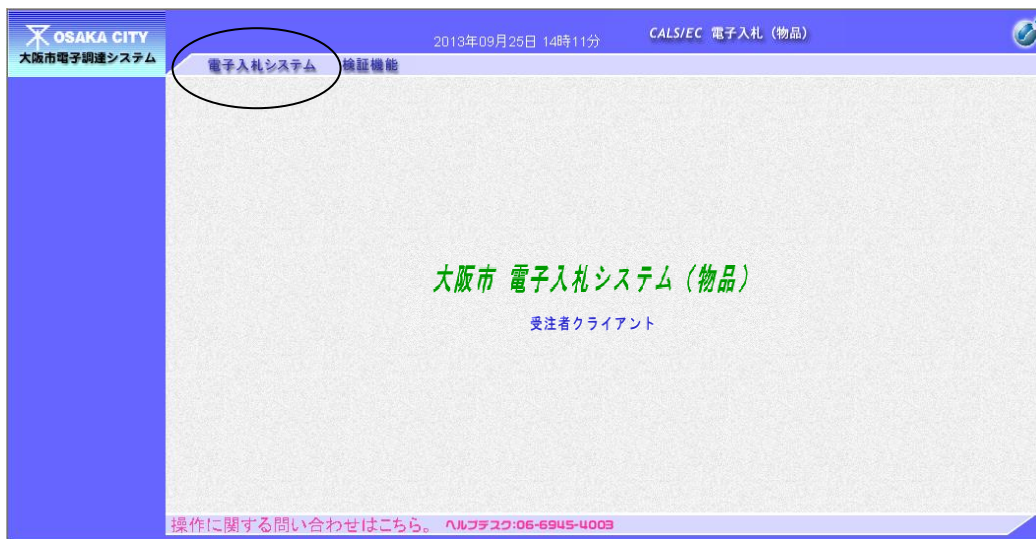 OSAKA CITY
大阪市電子調達システム
2013年09月25日 14時11分
CALS/EC 電子入札（物品）
電子入札システム 検証機能
大阪市 電子入札システム（物品）
受注者クライアント
操作に関する問い合わせはこちら。 ヘルプデスク:06-6945-4003